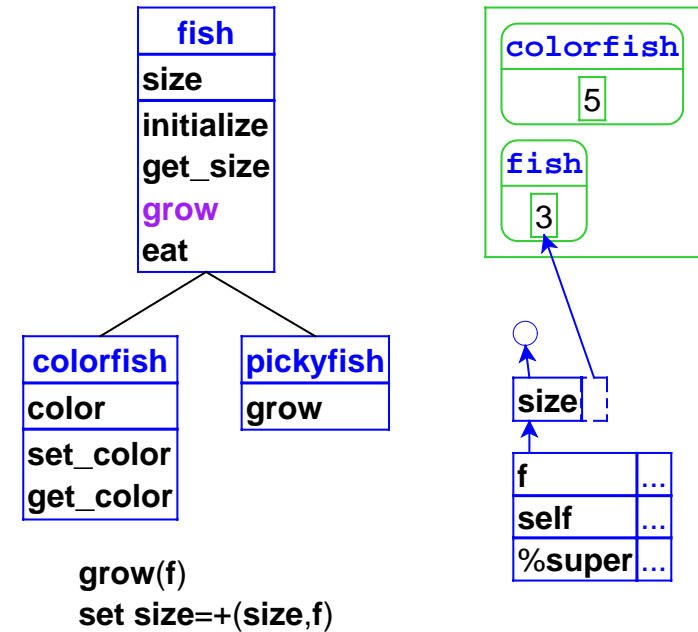 fish
size
initialize
get_size
grow
eat
colorfish
color
set_color
get_color
pickyfish
grow
grow(f)
set size=+(size,f)
colorfish
5
fish
3
size
f ...
self ...
%super ...